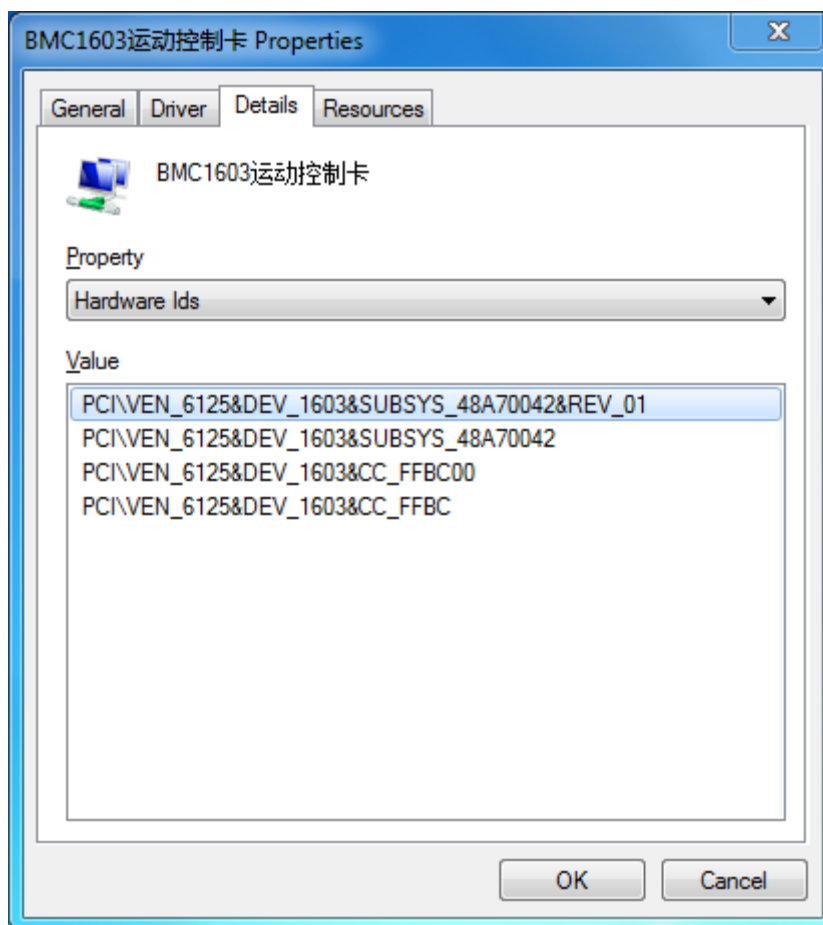 BMC1603运动控制卡 Properties
General Driver Details Resources
BMC1603运动控制卡
Property
Hardware Ids
Value
PCI\VEN_6125&DEV_1603&SUBSYS_48A70042&REV_01
PCI\VEN_6125&DEV_1603&SUBSYS_48A70042
PCI\VEN_6125&DEV_1603&CC_FFBC00
PCI\VEN_6125&DEV_1603&CC_FFBC
OK Cancel